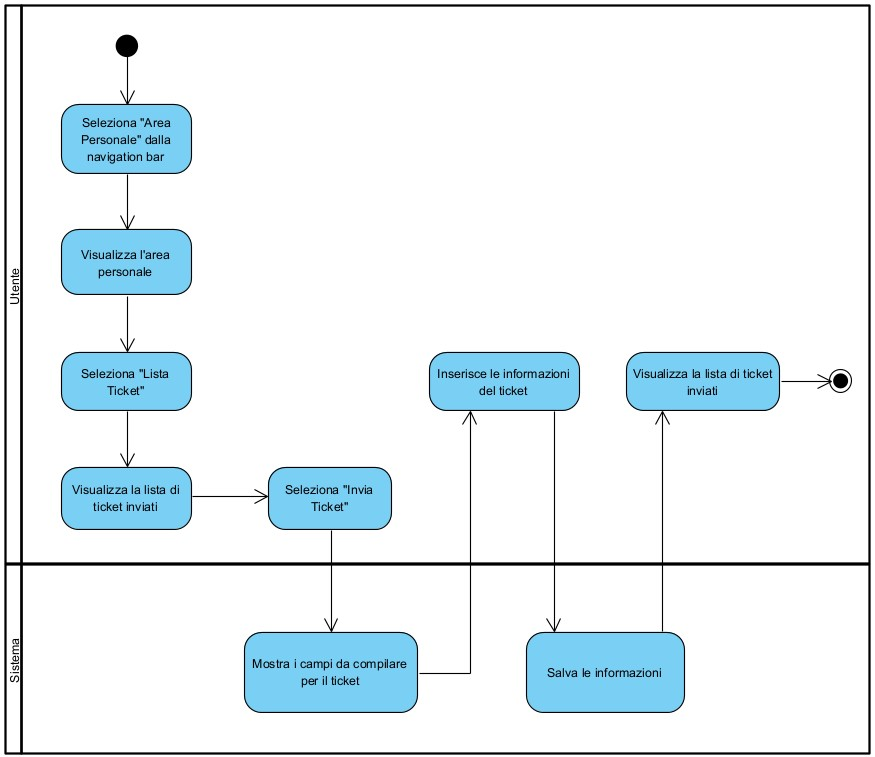 Utente
Seleziona "Area
Personale" dalla
navigation bar
Visualizza l'area
personale
Seleziona "Lista
Ticket"
Visualizza la lista di
ticket inviati
Seleziona "Invia
Ticket"
Inserisce le informazioni
del ticket
Visualizza la lista di ticket
inviati
Sistema
Mostra i campi da compilare
per il ticket
Salva le informazioni